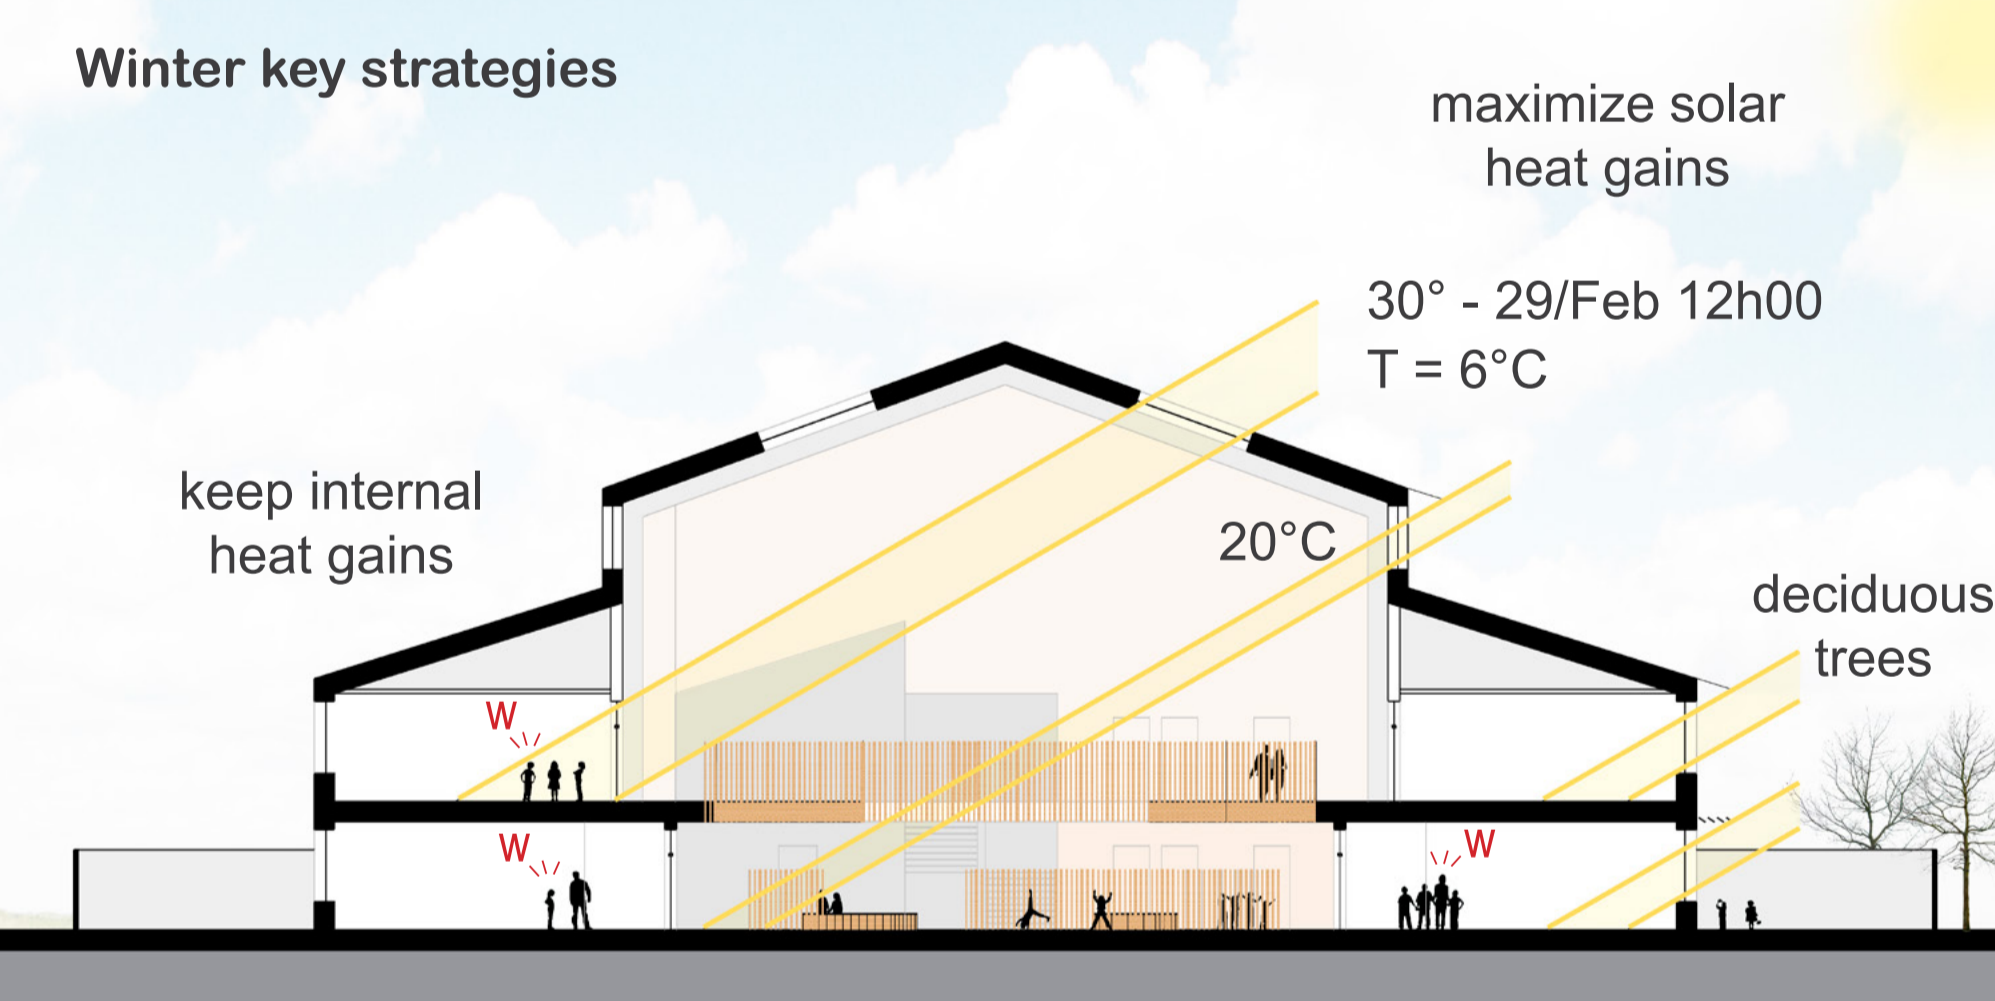 Winter key strategies
maximize solar
heat gains
30° - 29/Feb 12h00
T = 6°C
keep internal
heat gains
20°C
deciduous
trees
W
W
W